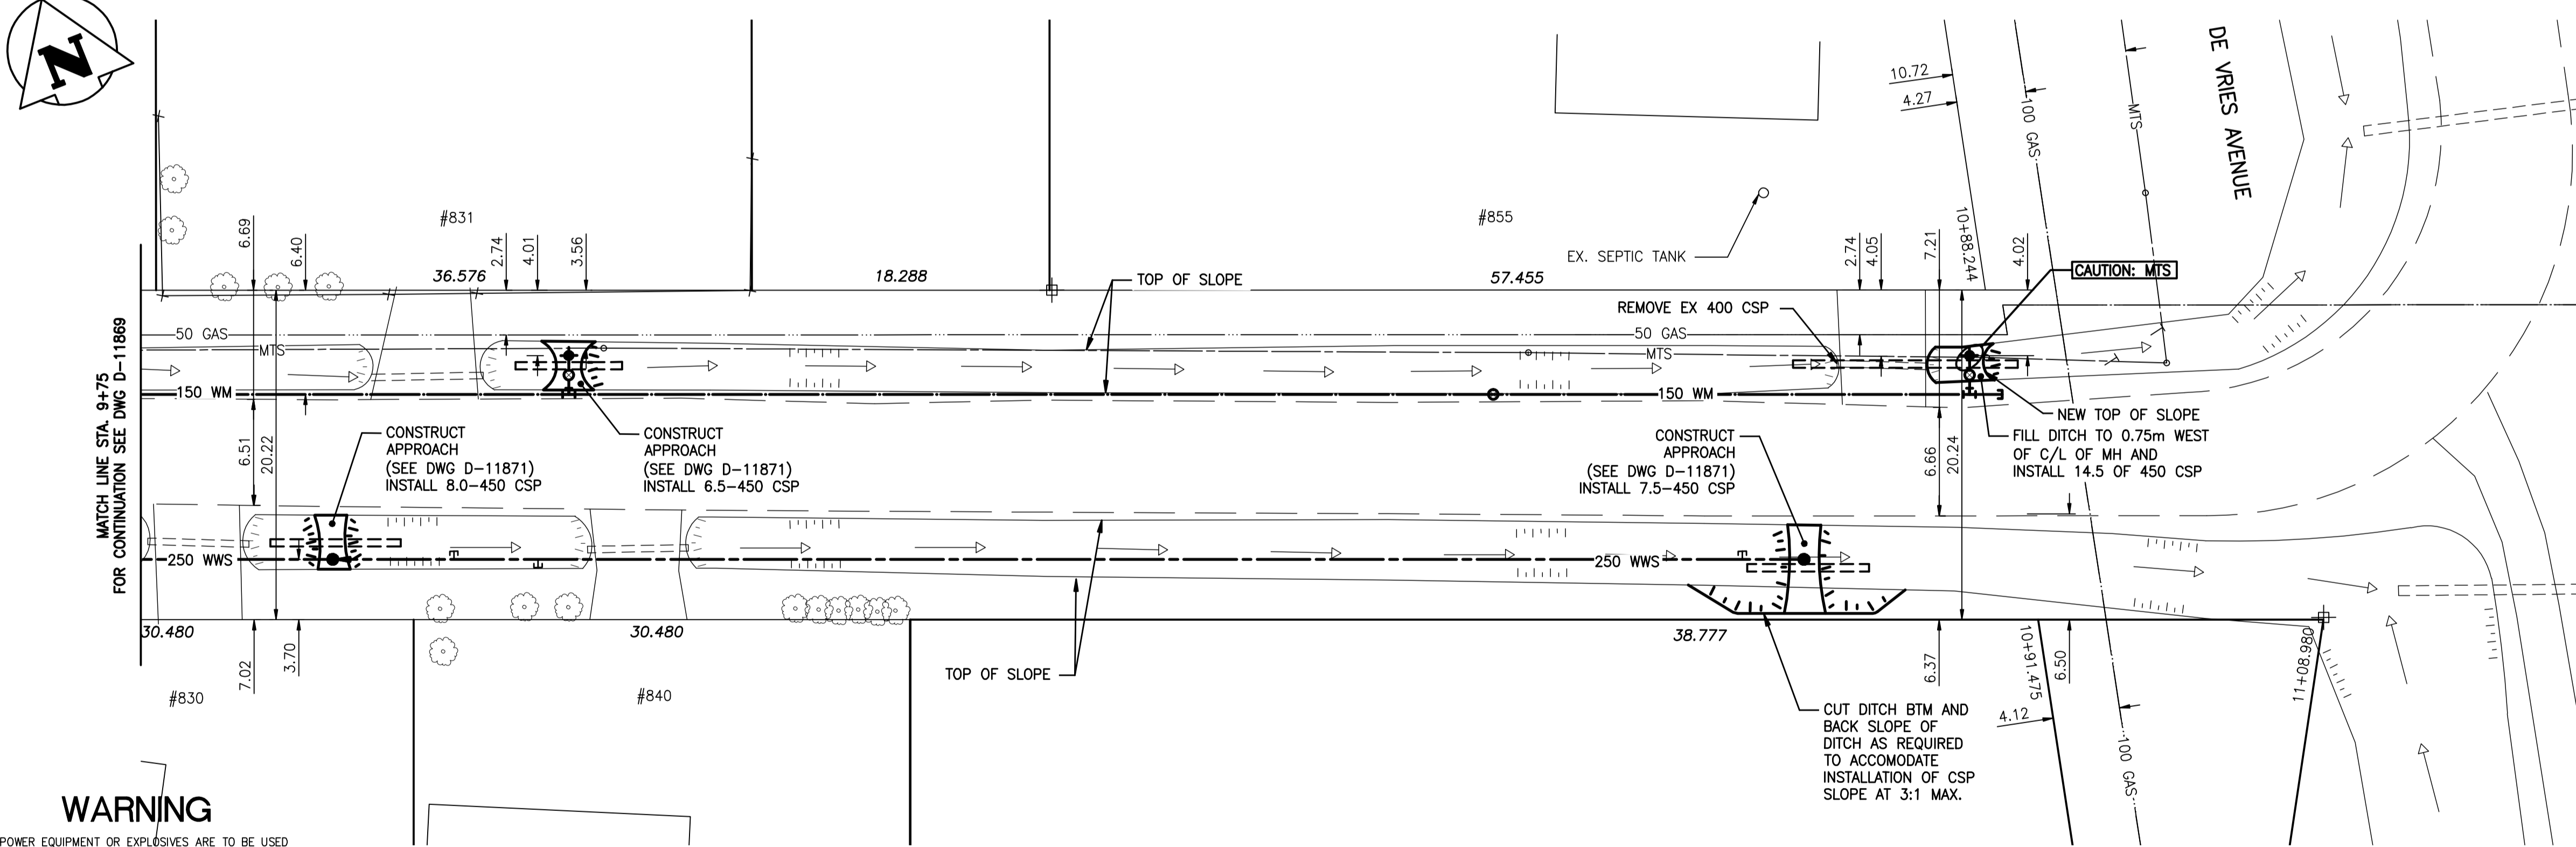 N
DE VRIES AVENUE
10.72
4.27
100 GAS
MTS
#831
#855
EX. SEPTIC TANK
6.69
6.40
2.74
4.01
3.56
2.74
4.05
7.21
10+88.244
4.02
CAUTION: MTS
36.576
18.288
TOP OF SLOPE
57.455
REMOVE EX 400 CSP
50 GAS
MTS
150 WM
50 GAS
MTS
150 WM
MATCH LINE STA. 9+75
FOR CONTINUATION SEE DWG D-11869
6.51
20.22
CONSTRUCT
APPROACH
(SEE DWG D-11871)
INSTALL 8.0-450 CSP
CONSTRUCT
APPROACH
(SEE DWG D-11871)
INSTALL 6.5-450 CSP
CONSTRUCT
APPROACH
(SEE DWG D-11871)
INSTALL 7.5-450 CSP
6.66
20.24
NEW TOP OF SLOPE
FILL DITCH TO 0.75m WEST
OF C/L OF MH AND
INSTALL 14.5 OF 450 CSP
250 WWS
250 WWS
30.480
30.480
38.777
7.02
3.70
TOP OF SLOPE
6.37
10+91.475
6.50
11+08.980
4.12
100 GAS
#830
#840
CUT DITCH BTM AND
BACK SLOPE OF
DITCH AS REQUIRED
TO ACCOMODATE
INSTALLATION OF CSP
SLOPE AT 3:1 MAX.
WARNING
POWER EQUIPMENT OR EXPLOSIVES ARE TO BE USED